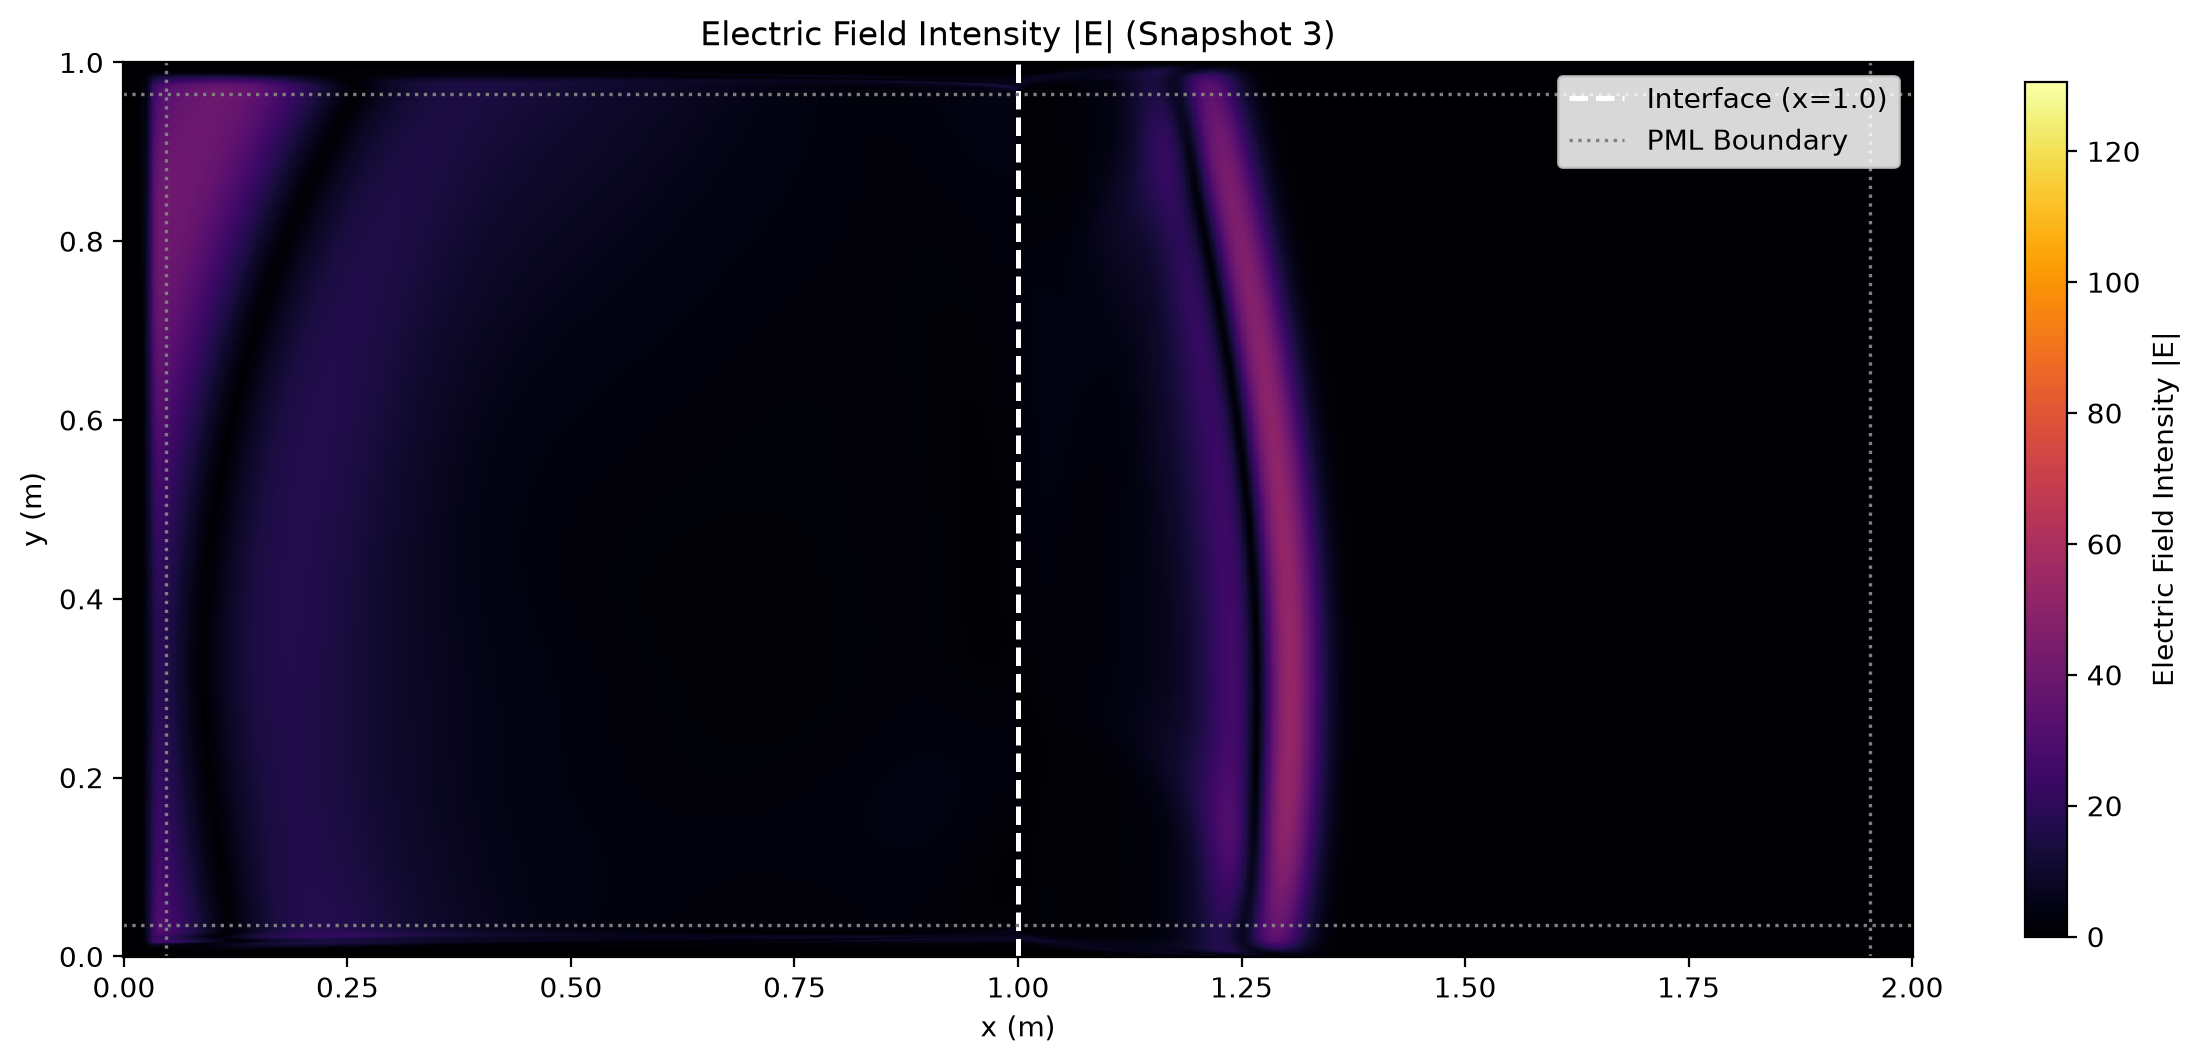 Electric Field Intensity |E| (Snapshot 3)
1.0
0.8
0.6
0.4
0.2
0.0
y (m)
Interface (x=1.0)
PML Boundary
0.00 0.25 0.50 0.75 1.00 1.25 1.50 1.75 2.00
x (m)
120
100
80
60
40
20
0
Electric Field Intensity |E|